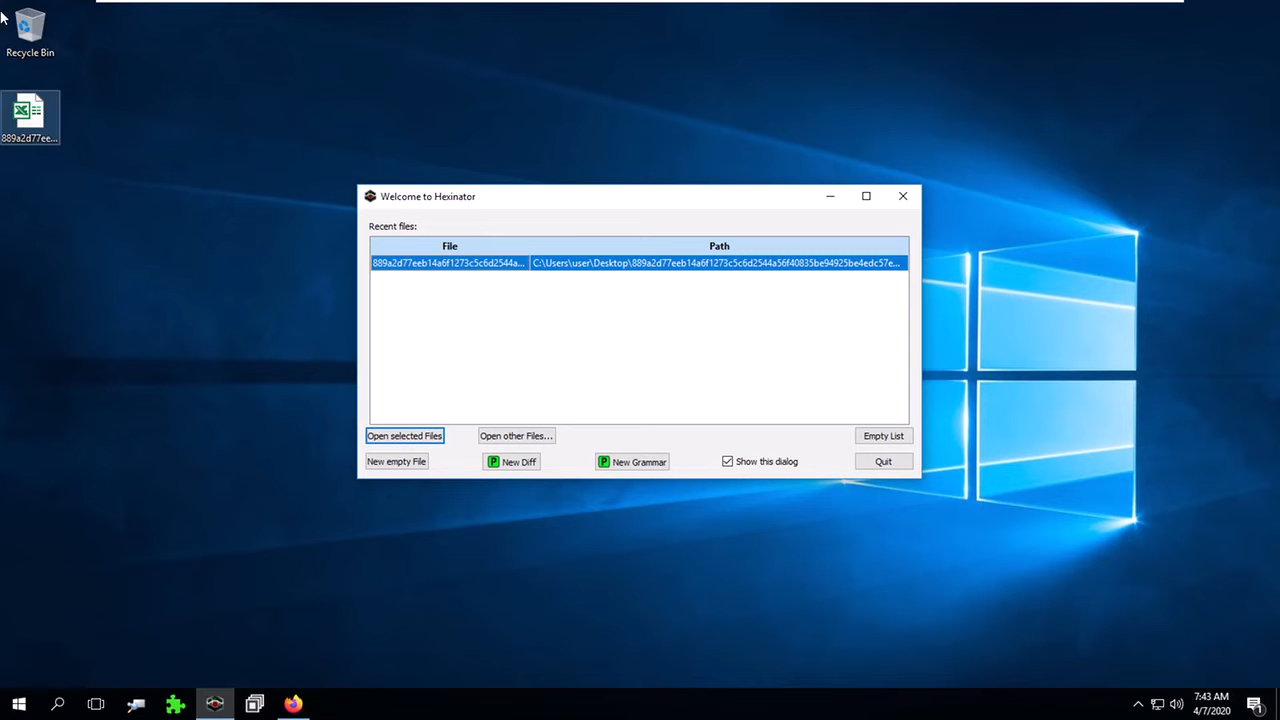 Recycle Bin
889a2d77ee...
Welcome to Hexinator
Recent files:
File Path
889a2d77eeb14a6f1273c5c6d2544a... C:\Users\user\Desktop\889a2d77eeb14a6f1273c5c6d2544a56f40835be94925be4edc57e...
Open selected Files Open other Files... Empty List
New empty File P New Diff P New Grammar Show this dialog Quit
7:43 AM
4/7/2020
1